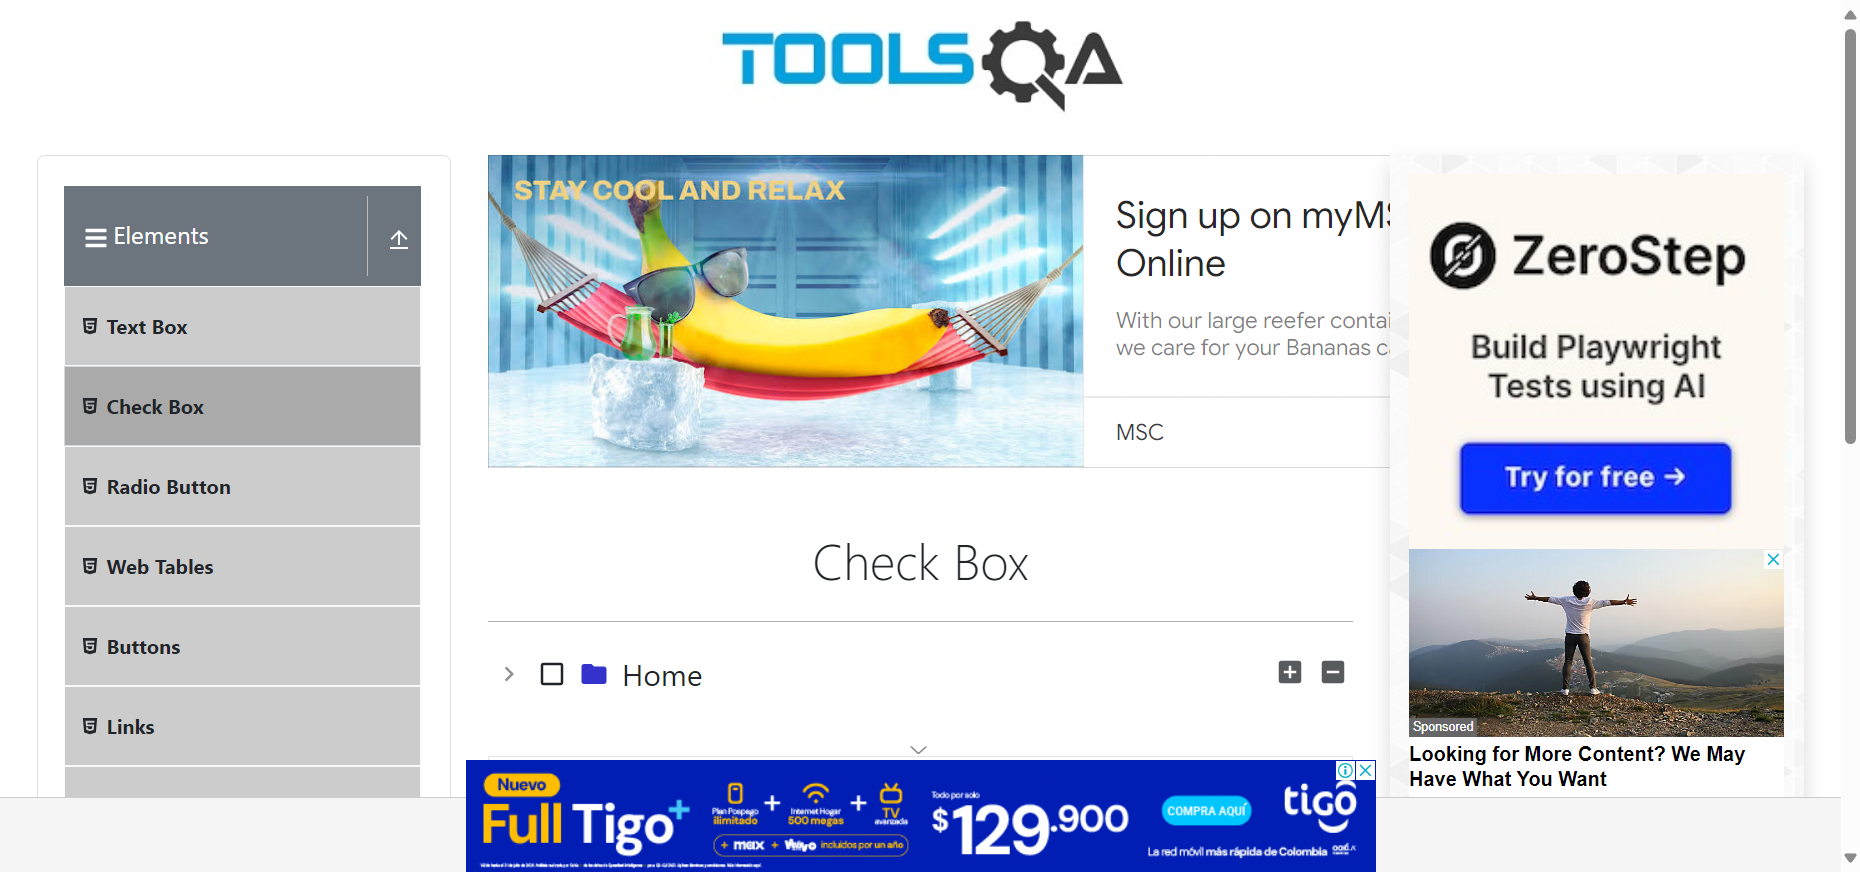 TOOLSQA
Elements
Text Box
Check Box
Radio Button
Web Tables
Buttons
Links
STAY COOL AND RELAX
Sign up on myMS
Online
With our large reefer contai
we care for your Bananas c
MSC
Check Box
Home
ZeroStep
Build Playwright
Tests using AI
Try for free →
Sponsored
Looking for More Content? We May
Have What You Want
Nuevo
Full Tigo+
Plan Pospago
ilimitado
+
Internet Hogar
500 megas
+
TV
avanzada
+ max + incluidos por un año
Todo por solo
$129.900
COMPRA AQUÍ
tigo
La red móvil más rápida de Colombia